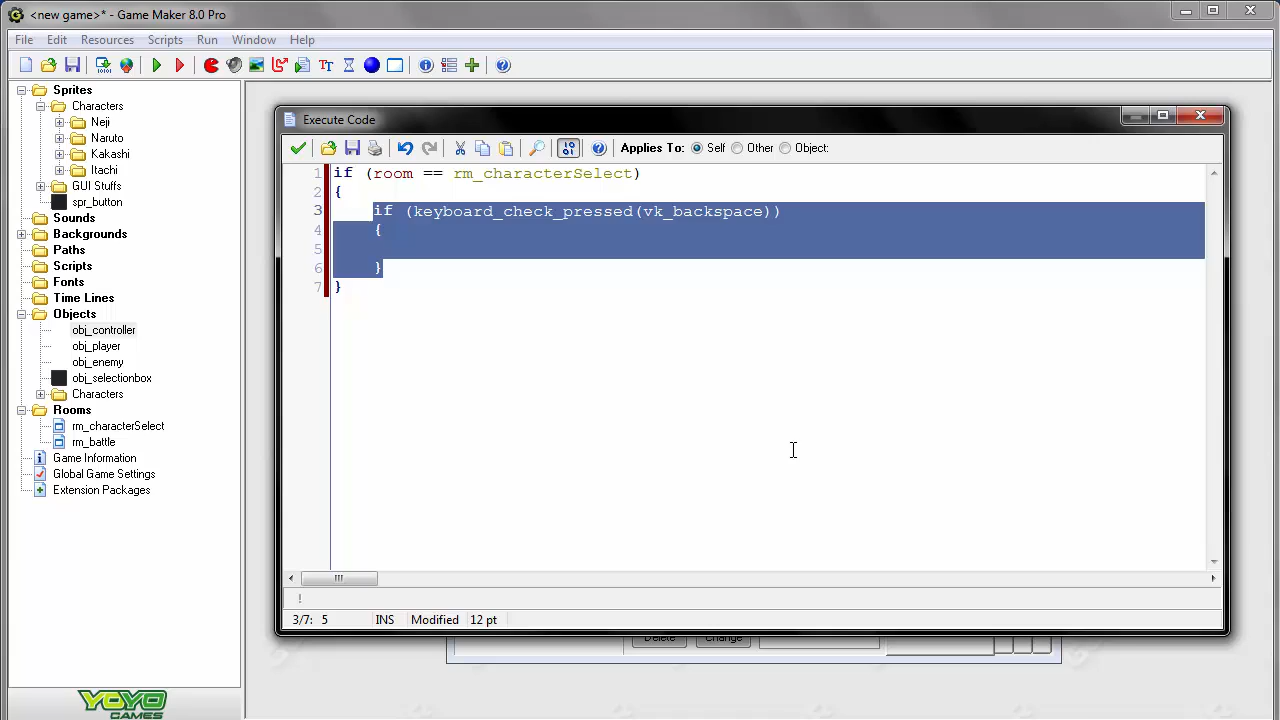 <new game>* - Game Maker 8.0 Pro
File Edit Resources Scripts Run Window Help
Sprites
Characters
Neji
Naruto
Kakashi
Itachi
GUI Stuffs
spr_button
Sounds
Backgrounds
Paths
Scripts
Fonts
Time Lines
Objects
obj_controller
obj_player
obj_enemy
obj_selectionbox
Characters
Rooms
rm_characterSelect
rm_battle
Game Information
Global Game Settings
Extension Packages
YOYO
GAMES
Execute Code
Applies To: Self Other Object:
1 if (room == rm_characterSelect)
2 {
3 if (keyboard_check_pressed(vk_backspace))
4 {
5
6 }
7 }
!
3/7: 5 INS Modified 12 pt
Delete Change